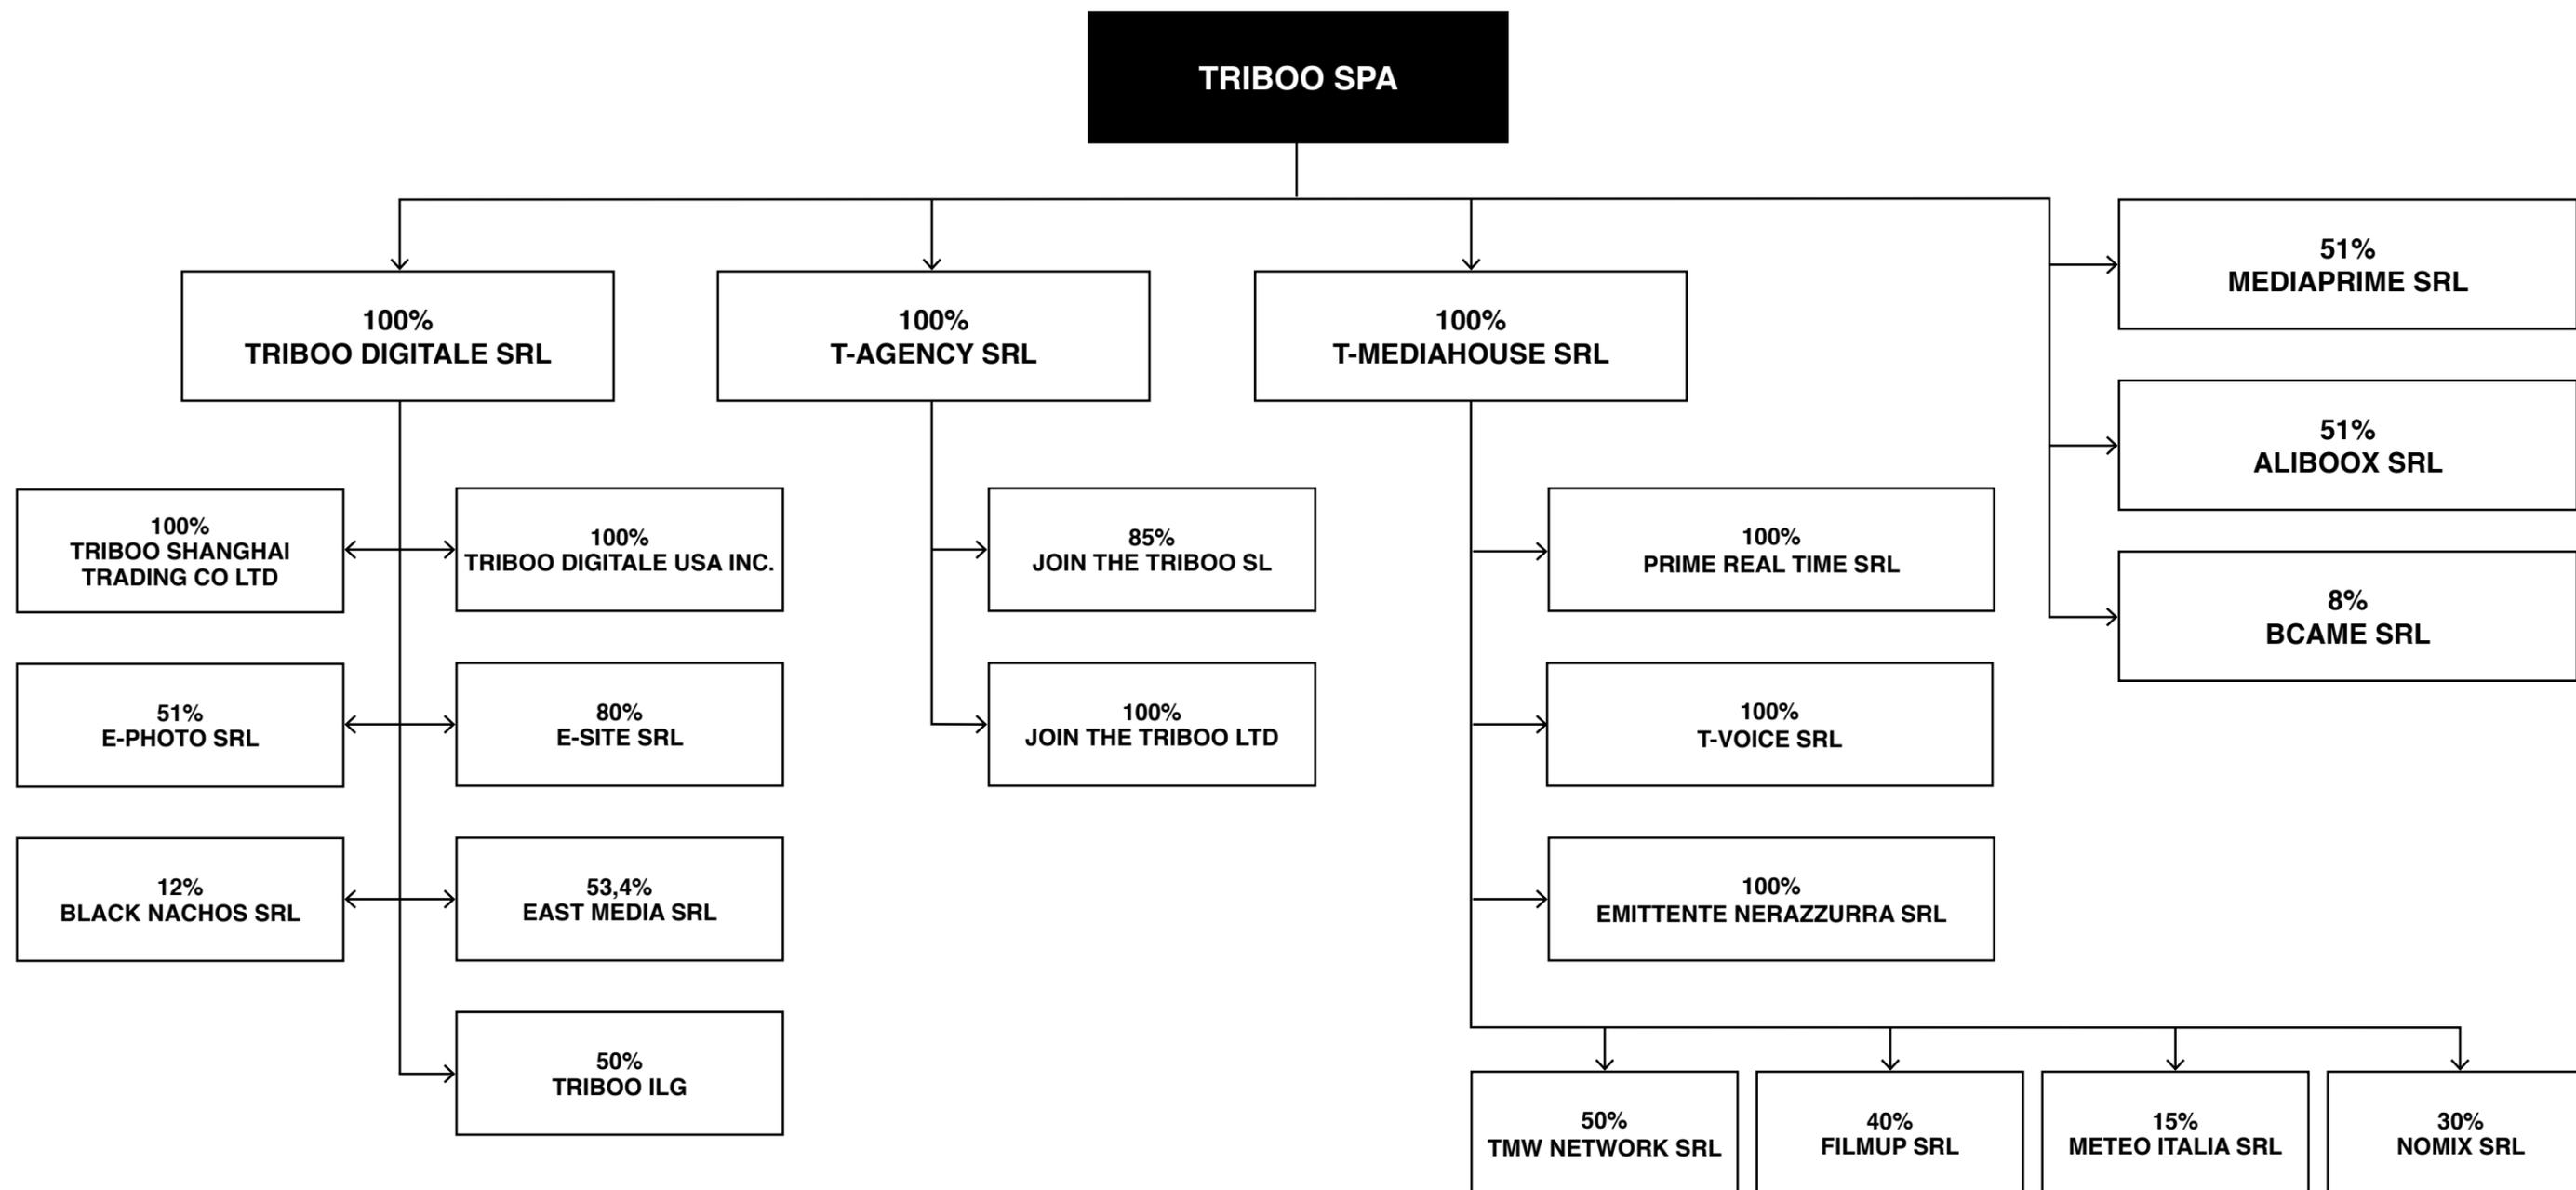 TRIBOO SPA
100%
TRIBOO DIGITALE SRL
100%
T-AGENCY SRL
100%
T-MEDIAHOUSE SRL
51%
MEDIAPRIME SRL
51%
ALIBOOX SRL
8%
BCAME SRL
100%
TRIBOO SHANGHAI
TRADING CO LTD
100%
TRIBOO DIGITALE USA INC.
51%
E-PHOTO SRL
80%
E-SITE SRL
12%
BLACK NACHOS SRL
53,4%
EAST MEDIA SRL
50%
TRIBOO ILG
85%
JOIN THE TRIBOO SL
100%
JOIN THE TRIBOO LTD
100%
PRIME REAL TIME SRL
100%
T-VOICE SRL
100%
EMITTENTE NERAZZURRA SRL
50%
TMW NETWORK SRL
40%
FILMUP SRL
15%
METEO ITALIA SRL
30%
NOMIX SRL